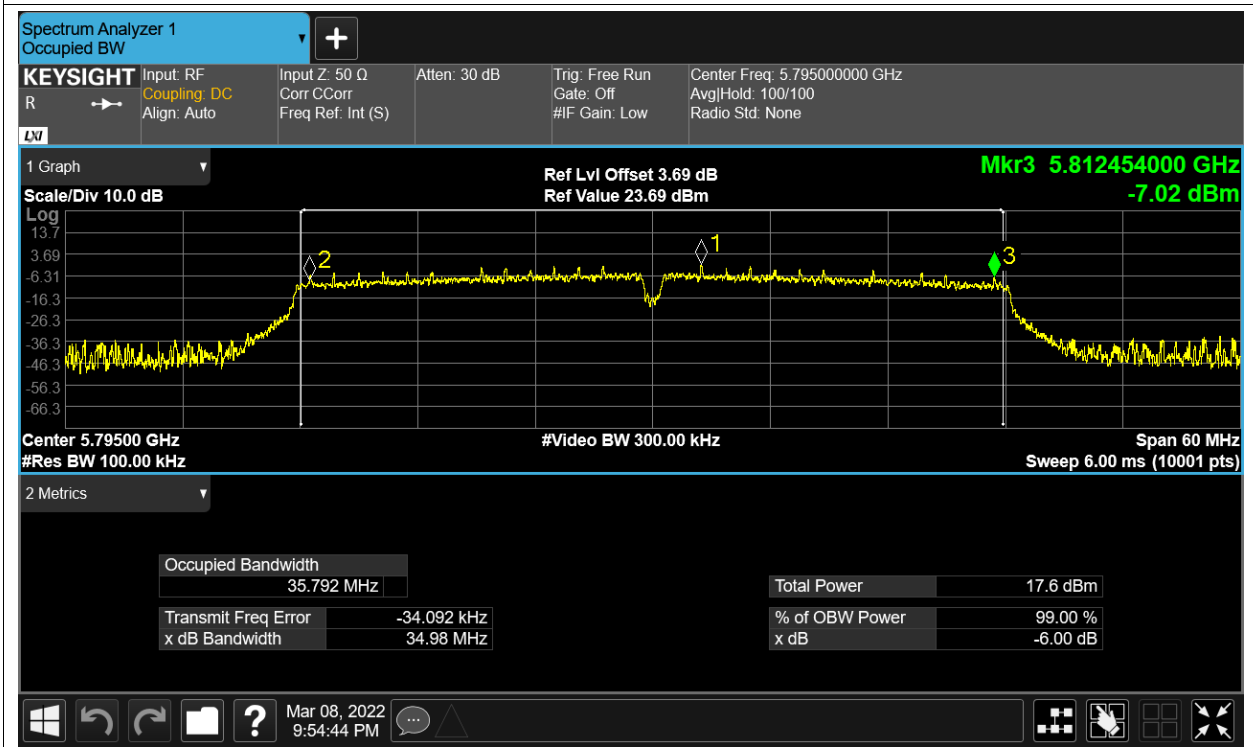 Spectrum Analyzer 1
Occupied BW
KEYSIGHT
R
LXI
Input: RF
Coupling: DC
Align: Auto
Input Z: 50 Ω
Corr CCorr
Freq Ref: Int (S)
Atten: 30 dB
Trig: Free Run
Gate: Off
#IF Gain: Low
Center Freq: 5.795000000 GHz
Avg|Hold: 100/100
Radio Std: None
1 Graph
Scale/Div 10.0 dB
Ref Lvl Offset 3.69 dB
Ref Value 23.69 dBm
Mkr3 5.812454000 GHz
-7.02 dBm
Log
13.7
3.69
-6.31
-16.3
-26.3
-36.3
-46.3
-56.3
-66.3
2
1
3
Center 5.79500 GHz
#Video BW 300.00 kHz
Span 60 MHz
#Res BW 100.00 kHz
Sweep 6.00 ms (10001 pts)
2 Metrics
Occupied Bandwidth
35.792 MHz
Total Power 17.6 dBm
Transmit Freq Error -34.092 kHz
% of OBW Power 99.00 %
x dB Bandwidth 34.98 MHz
x dB -6.00 dB
?
Mar 08, 2022
9:54:44 PM